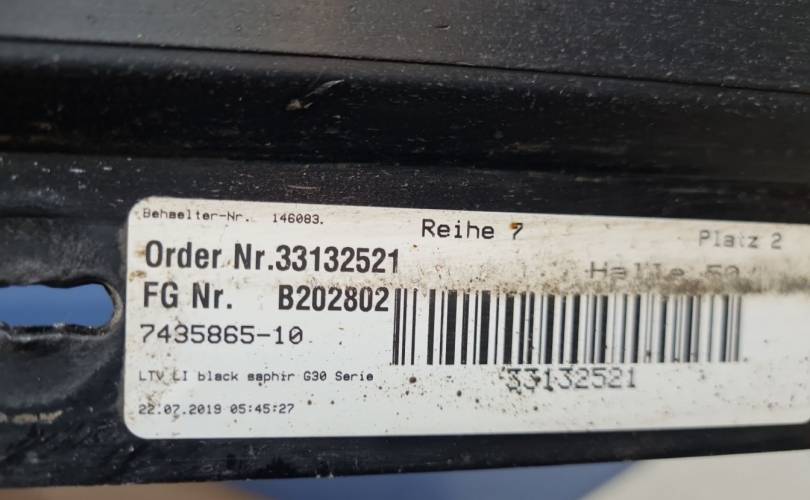 Behaelter-Nr. 146083.
Reihe 7
Platz 2
Order Nr.33132521
Halle 50
FG Nr. B202802
7435865-10
33132521
LTV LI black saphir G30 Serie
22.07.2019 05:45:27